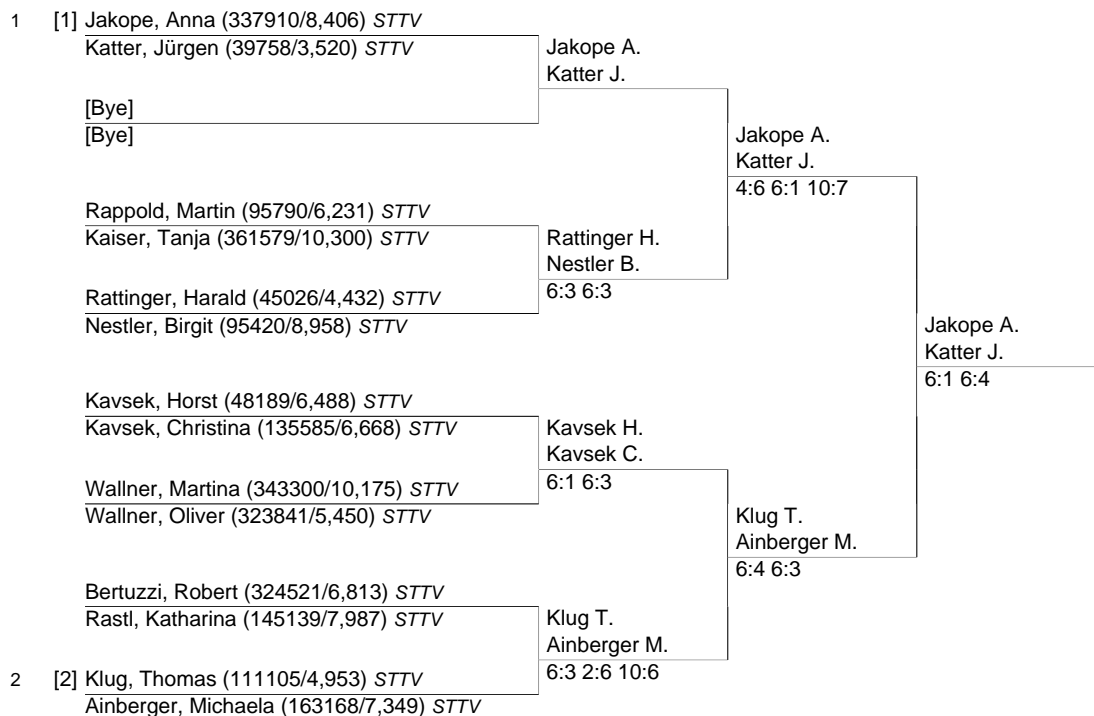 1 [1] Jakope, Anna (337910/8,406) STTV
Katter, Jürgen (39758/3,520) STTV
[Bye]
[Bye]
Rappold, Martin (95790/6,231) STTV
Kaiser, Tanja (361579/10,300) STTV
Rattinger, Harald (45026/4,432) STTV
Nestler, Birgit (95420/8,958) STTV
Kavsek, Horst (48189/6,488) STTV
Kavsek, Christina (135585/6,668) STTV
Wallner, Martina (343300/10,175) STTV
Wallner, Oliver (323841/5,450) STTV
Bertuzzi, Robert (324521/6,813) STTV
Rastl, Katharina (145139/7,987) STTV
2 [2] Klug, Thomas (111105/4,953) STTV
Ainberger, Michaela (163168/7,349) STTV
Jakope A.
Katter J.
Rattinger H.
Nestler B.
6:3 6:3
Kavsek H.
Kavsek C.
6:1 6:3
Klug T.
Ainberger M.
6:3 2:6 10:6
Jakope A.
Katter J.
4:6 6:1 10:7
Klug T.
Ainberger M.
6:4 6:3
Jakope A.
Katter J.
6:1 6:4